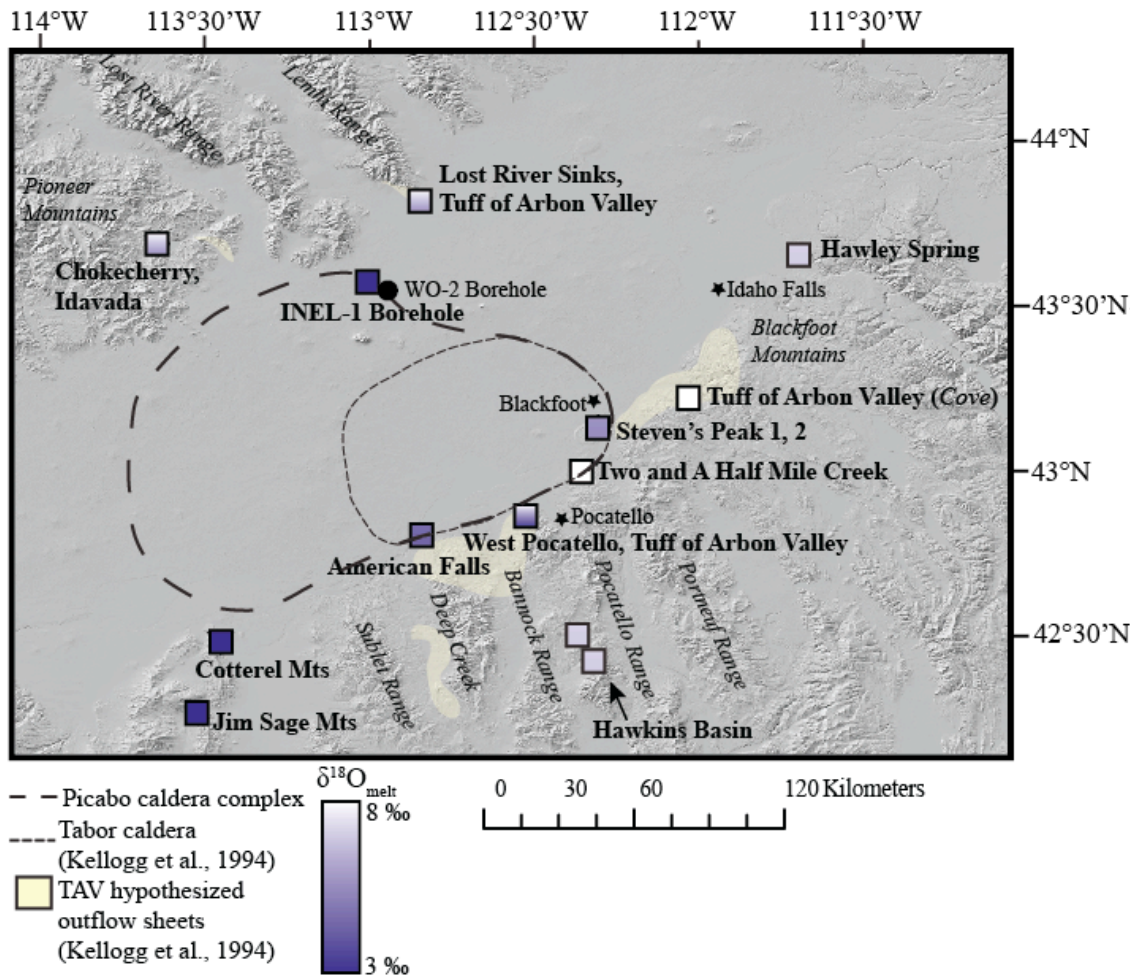 114°W 113°30’W 113°W 112°30’W 112°W 111°30’W
Lost River Range
Lemhi Range
44°N
Lost River Sinks,
Tuff of Arbon Valley
Pioneer
Mountains
Hawley Spring
Chokecherry,
Idavada
WO-2 Borehole
Idaho Falls
INEL-1 Borehole
43°30’N
Blackfoot
Mountains
Tuff of Arbon Valley (Cove)
Blackfoot
Steven’s Peak 1, 2
Two and A Half Mile Creek
43°N
Pocatello
West Pocatello, Tuff of Arbon Valley
American Falls
Sublet Range
Deep Creek
Bannock Range
Pocatello Range
Portneuf Range
42°30’N
Cotterel Mts
Jim Sage Mts
Hawkins Basin
δ18O melt
8 ‰
3 ‰
Picabo caldera complex
Tabor caldera
(Kellogg et al., 1994)
TAV hypothesized
outflow sheets
(Kellogg et al., 1994)
0 30 60 120 Kilometers